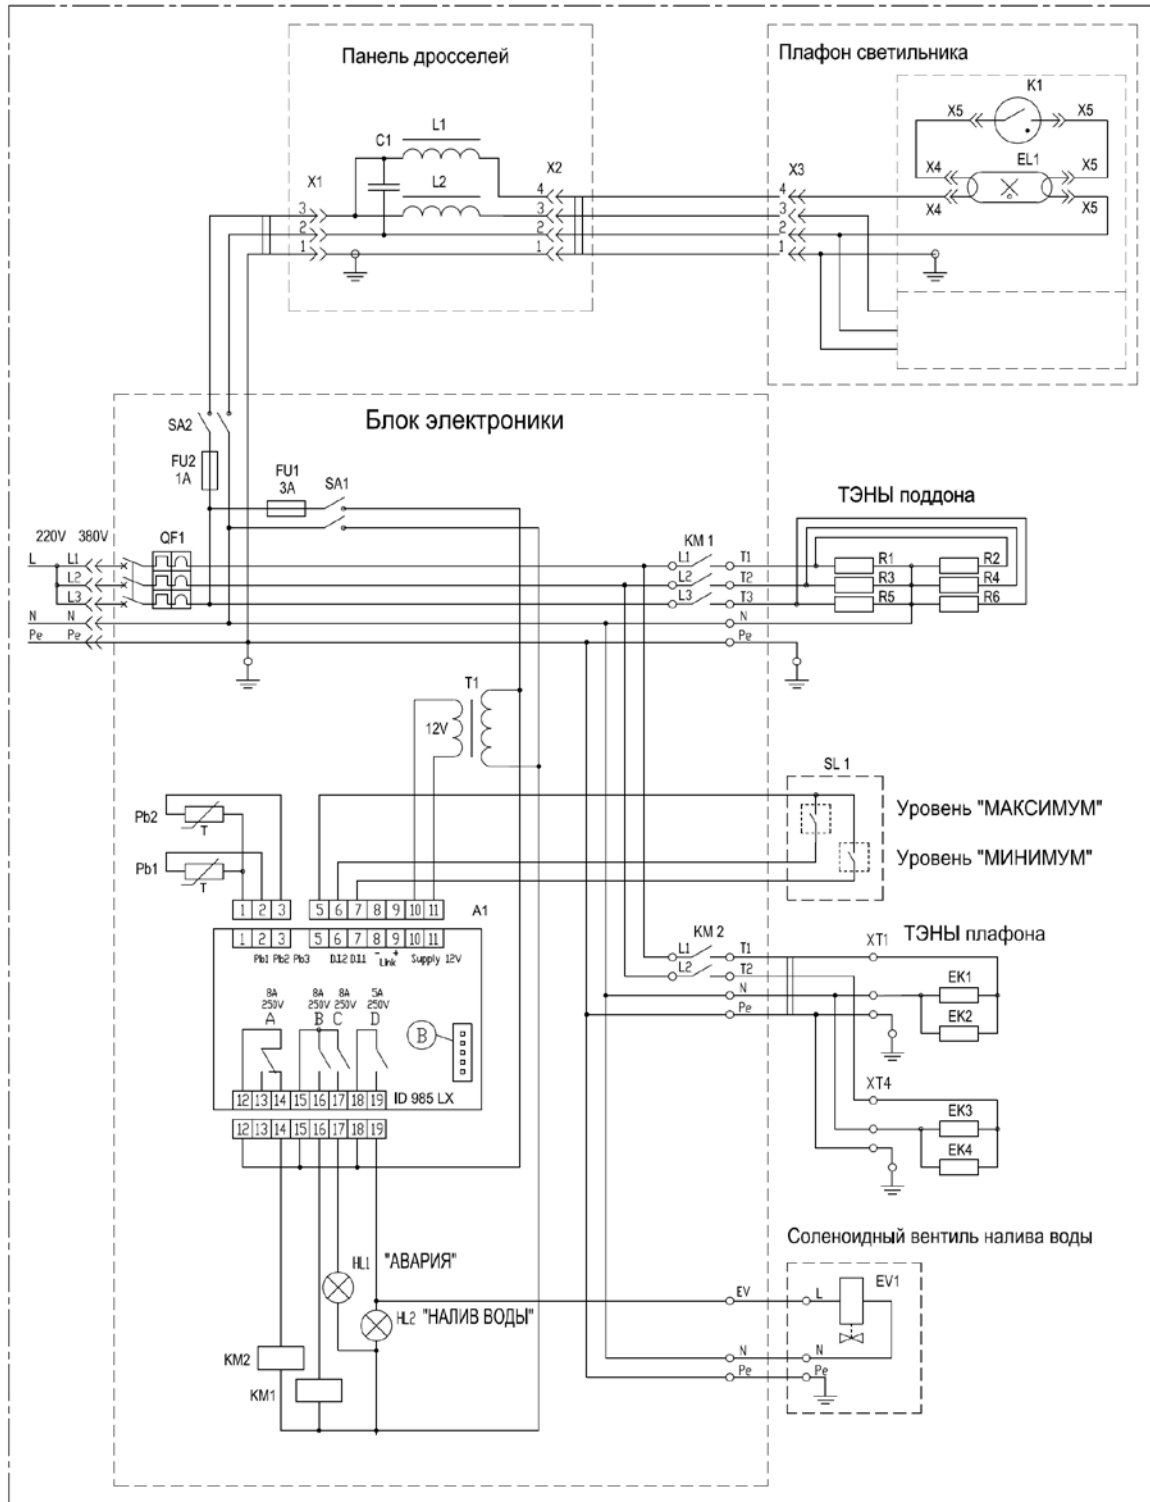 Панель дросселей
Плафон светильника
K1
X5
X5
C1
L1
X1
L2
X2
X3
X4
EL1
X5
X4
X5
4
4
3
3
3
2
2
2
1
1
1
SA2
Блок электроники
FU2
1A
FU1
3A
SA1
ТЭНЫ поддона
220V 380V QF1
KM 1
L L1
L1 T1
R1 R2
L2
L2 T2
R3 R4
L3
L3 T3
R5 R6
N N
N
Pe Pe
Pe
T1
12V
SL 1
Pb2
T
Уровень "МАКСИМУМ"
Pb1
T
Уровень "МИНИМУМ"
1 2 3 5 6 7 8 9 10 11
A1
1 2 3 5 6 7 8 9 10 11
Pb1 Pb2 Pb3 D.I.2 D.I.1 - Link + Supply 12V
KM 2
XT1
ТЭНЫ плафона
L1 T1
L2 T2
N
EK1
Pe
EK2
8A 8A 8A 5A
250V 250V 250V 250V
A B C D
B
XT4
12 13 14 15 16 17 18 19
ID 985 LX
EK3
12 13 14 15 16 17 18 19
EK4
Соленоидный вентиль налива воды
HL1 "АВАРИЯ"
EV1
EV L
HL2 "НАЛИВ ВОДЫ"
KM2
N N
Pe Pe
KM1